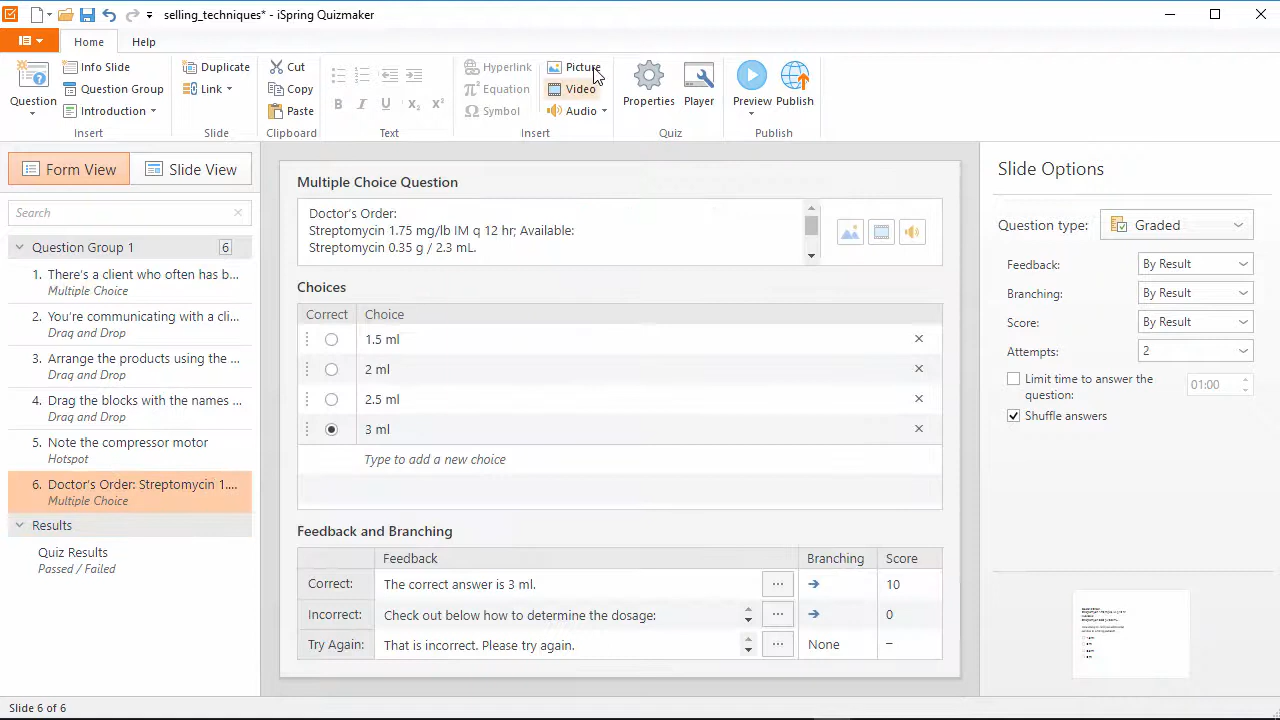 selling_techniques* - iSpring Quizmaker
Home
Help
Question
Info Slide
Question Group
Introduction
Insert
Duplicate
Link
Slide
Cut
Copy
Paste
Clipboard
B I U X₂ X²
Text
Hyperlink
Equation
Symbol
Picture
Video
Audio
Insert
Properties
Player
Quiz
Preview
Publish
Publish
Form View
Slide View
Search
Question Group 1
6
1. There's a client who often has b...
Multiple Choice
2. You're communicating with a cli...
Drag and Drop
3. Arrange the products using the ...
Drag and Drop
4. Drag the blocks with the names ...
Drag and Drop
5. Note the compressor motor
Hotspot
6. Doctor's Order: Streptomycin 1....
Multiple Choice
Results
Quiz Results
Passed / Failed
Multiple Choice Question
Doctor's Order:
Streptomycin 1.75 mg/lb IM q 12 hr; Available:
Streptomycin 0.35 g / 2.3 mL.
Choices
Correct Choice
1.5 ml
2 ml
2.5 ml
3 ml
Type to add a new choice
Feedback and Branching
Feedback Branching Score
Correct: The correct answer is 3 ml. ... 10
Incorrect: Check out below how to determine the dosage: ... 0
Try Again: That is incorrect. Please try again. ... None –
Slide Options
Question type: Graded
Feedback: By Result
Branching: By Result
Score: By Result
Attempts: 2
Limit time to answer the
question:
01:00
Shuffle answers
Slide 6 of 6